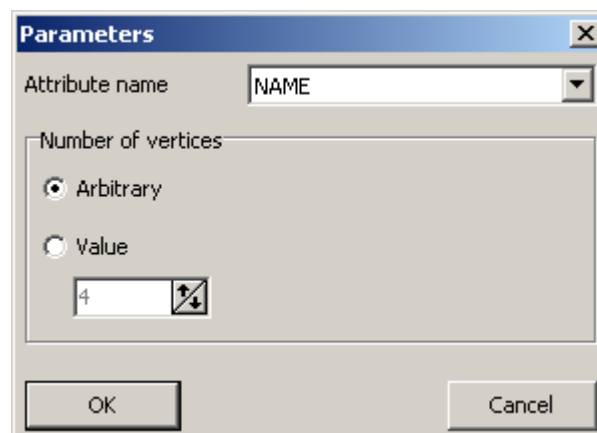 Parameters
Attribute name NAME
Number of vertices
Arbitrary
Value
4
OK Cancel